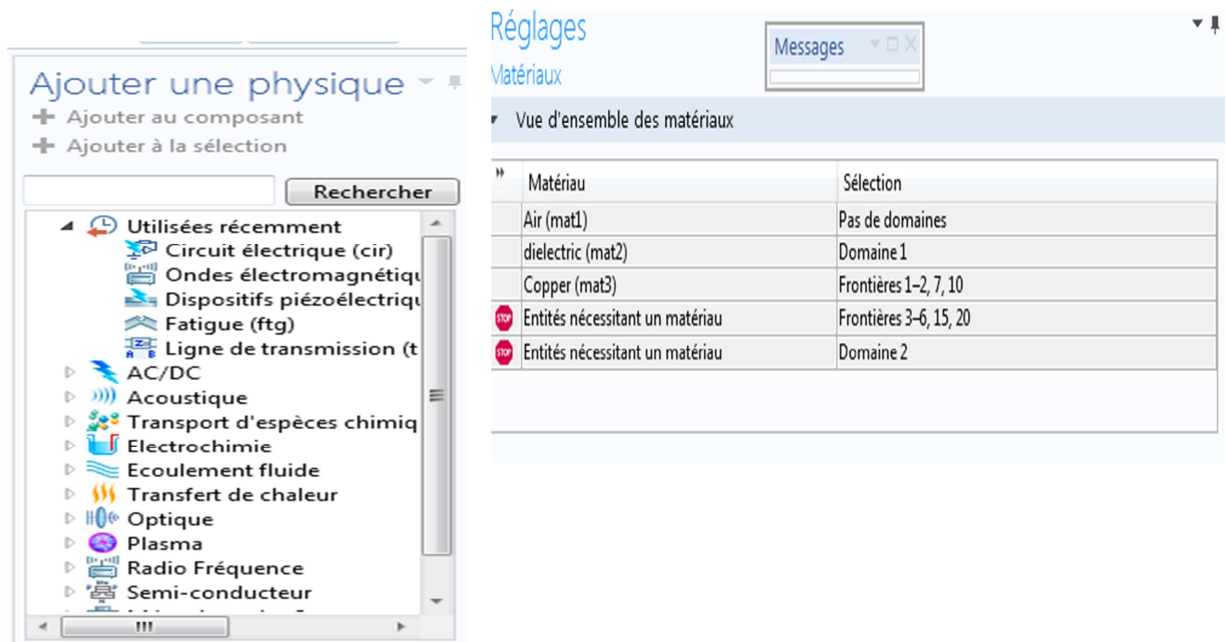 Ajouter une physique
Ajouter au composant
Ajouter à la sélection
Rechercher
Utilisées récemment
Circuit électrique (cir)
Ondes
Dispositifs
Fatigue (ftg)
Ligne de transmission (t
AC/DC
Acoustique
Transport d'espèces
Electrochimie
Ecoulement fluide
Transfert de chaleur
Optique
Plasma
Radio Fréquence
Semi-conducteur
Réglages
Matériaux
Messages
Vue d'ensemble des matériaux
Matériau Sélection
Air (mat1) Pas de domaines
dielectric (mat2) Domaine 1
Copper (mat3) Frontières 1–2, 7, 10
STOP Entités nécessitant un matériau Frontières 3–6, 15, 20
STOP Entités nécessitant un matériau Domaine 2